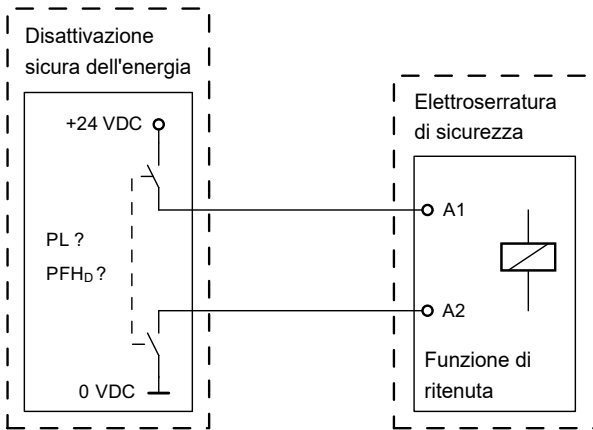 Disattivazione
sicura dell'energia
+24 VDC
PL ?
PFHD ?
0 VDC
Elettroserratura
di sicurezza
A1
A2
Funzione di
ritenuta